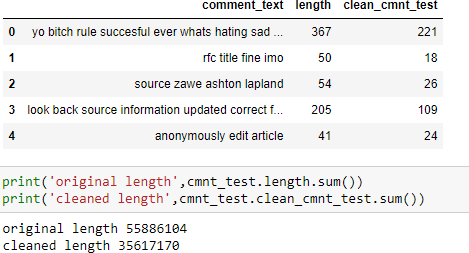 comment_text length clean_cmnt_test
0 yo bitch rule succesful ever whats hating sad ... 367 221
1 rfc title fine imo 50 18
2 source zawe ashton lapland 54 26
3 look back source information updated correct f... 205 109
4 anonymously edit article 41 24
print('original length',cmnt_test.length.sum())
print('cleaned length',cmnt_test.clean_cmnt_test.sum())
original length 55886104
cleaned length 35617170